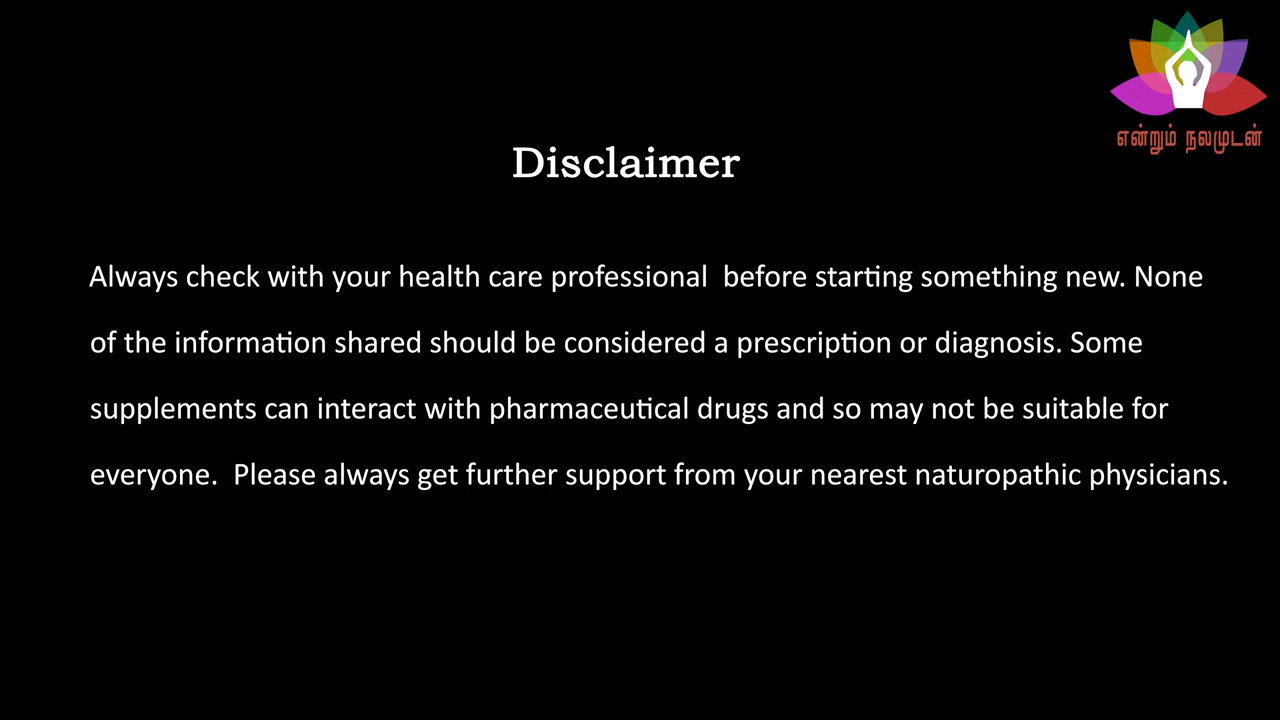 என்றும் நலமுடன்
Disclaimer
Always check with your health care professional  before starting something new. None
of the information shared should be considered a prescription or diagnosis. Some
supplements can interact with pharmaceutical drugs and so may not be suitable for
everyone.  Please always get further support from your nearest naturopathic physicians.